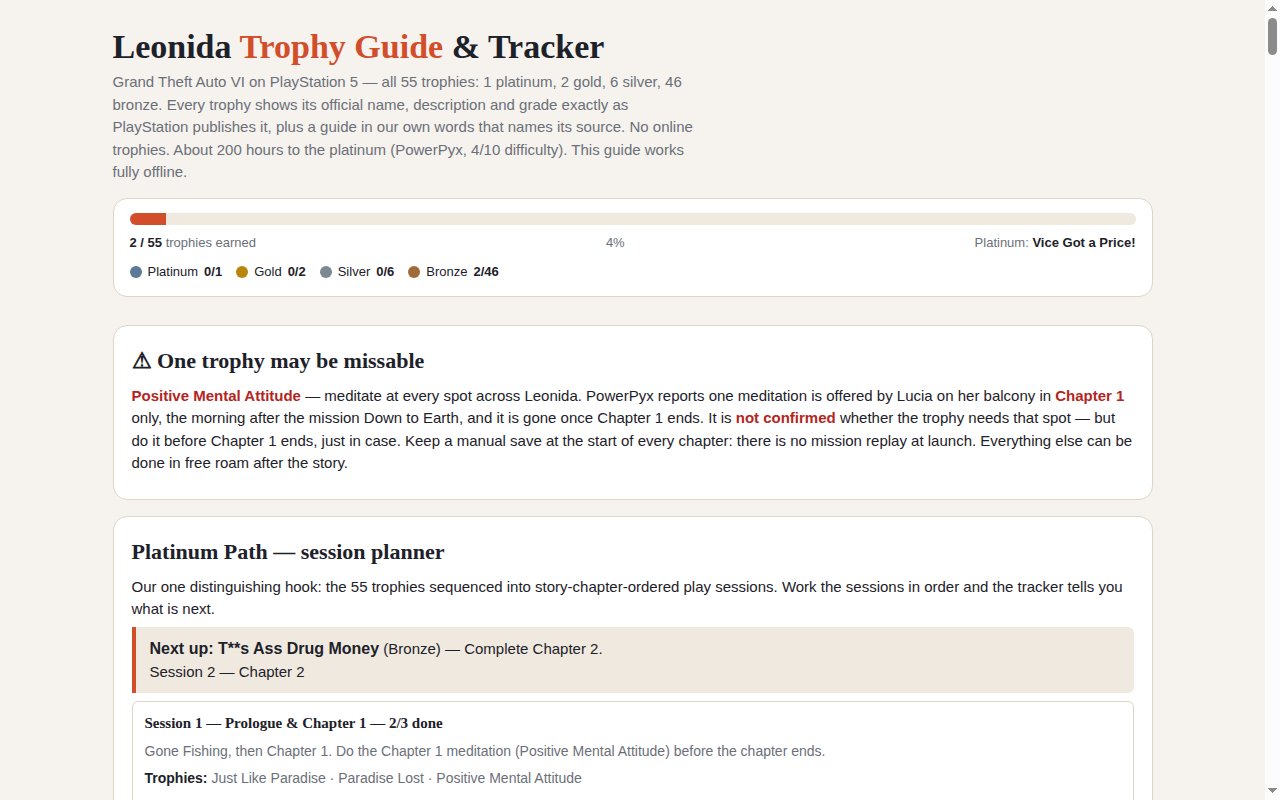 Leonida Trophy Guide & Tracker
Grand Theft Auto VI on PlayStation 5 — all 55 trophies: 1 platinum, 2 gold, 6 silver, 46
bronze. Every trophy shows its official name, description and grade exactly as
PlayStation publishes it, plus a guide in our own words that names its source. No online
trophies. About 200 hours to the platinum (PowerPyx, 4/10 difficulty). This guide works
fully offline.
2 / 55 trophies earned 4% Platinum: Vice Got a Price!
Platinum 0/1 Gold 0/2 Silver 0/6 Bronze 2/46
⚠ One trophy may be missable
Positive Mental Attitude — meditate at every spot across Leonida. PowerPyx reports one meditation is offered by Lucia on her balcony in Chapter 1
only, the morning after the mission Down to Earth, and it is gone once Chapter 1 ends. It is not confirmed whether the trophy needs that spot — but
do it before Chapter 1 ends, just in case. Keep a manual save at the start of every chapter: there is no mission replay at launch. Everything else can be
done in free roam after the story.
Platinum Path — session planner
Our one distinguishing hook: the 55 trophies sequenced into story-chapter-ordered play sessions. Work the sessions in order and the tracker tells you
what is next.
Next up: T**s Ass Drug Money (Bronze) — Complete Chapter 2.
Session 2 — Chapter 2
Session 1 — Prologue & Chapter 1 — 2/3 done
Gone Fishing, then Chapter 1. Do the Chapter 1 meditation (Positive Mental Attitude) before the chapter ends.
Trophies: Just Like Paradise · Paradise Lost · Positive Mental Attitude